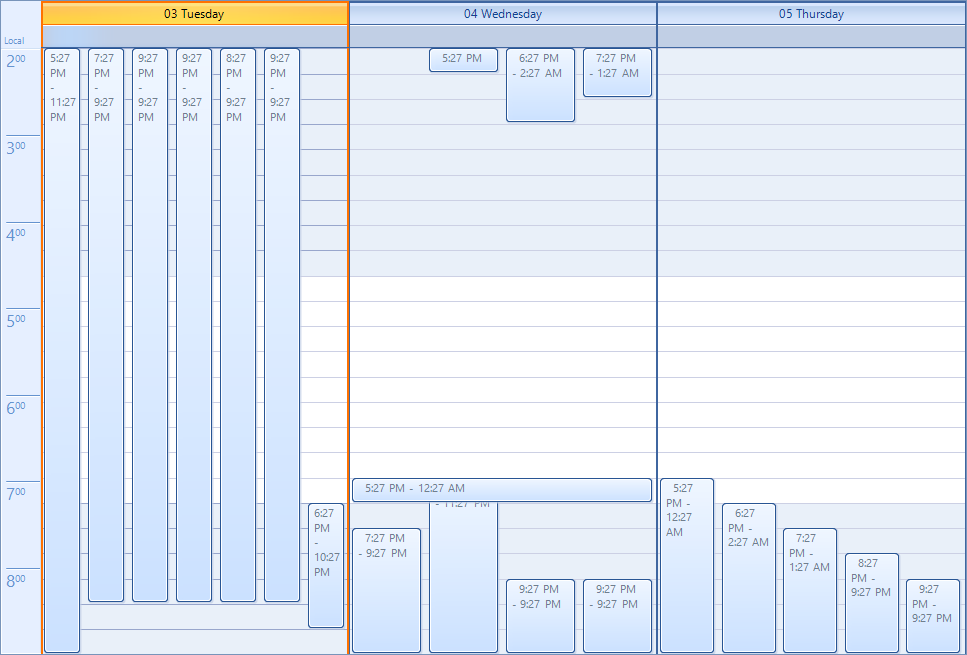 03 Tuesday
04 Wednesday
05 Thursday
Local
2 00
3 00
4 00
5 00
6 00
7 00
8 00
5:27
PM
-
11:27
PM
7:27
PM
-
9:27
PM
9:27
PM
-
9:27
PM
9:27
PM
-
9:27
PM
8:27
PM
-
9:27
PM
9:27
PM
-
9:27
PM
6:27
PM
-
10:27
PM
5:27 PM
6:27 PM
- 2:27 AM
7:27 PM
- 1:27 AM
5:27 PM - 12:27 AM
- 11:27 PM
7:27 PM
- 9:27 PM
9:27 PM
- 9:27 PM
9:27 PM
- 9:27 PM
5:27
PM -
12:27
AM
6:27
PM -
2:27 AM
7:27
PM -
1:27 AM
8:27
PM -
9:27 PM
9:27
PM -
9:27 PM